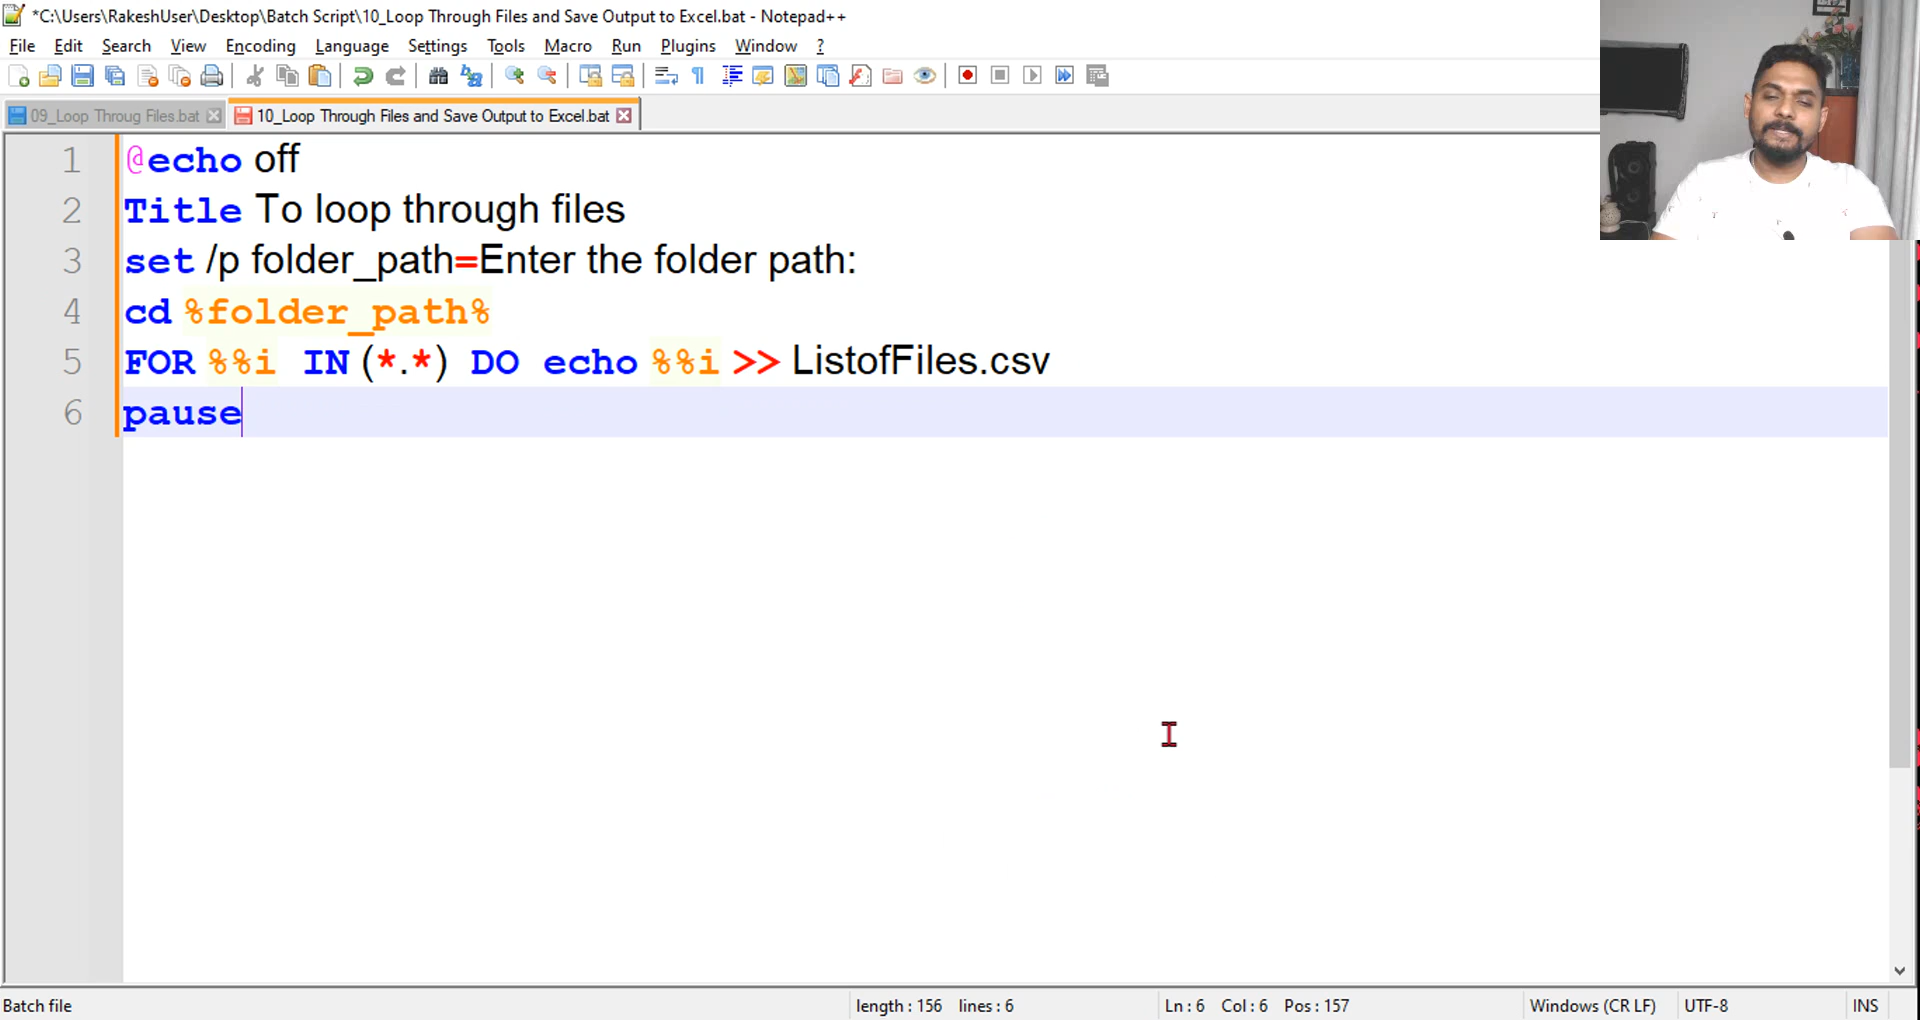 *C:\Users\RakeshUser\Desktop\Batch Script\10_Loop Through Files and Save Output to Excel.bat - Notepad++
File Edit Search View Encoding Language Settings Tools Macro Run Plugins Window ?
09_Loop Throug Files.bat 10_Loop Through Files and Save Output to Excel.bat
1 @echo off
2 Title To loop through files
3 set /p folder_path=Enter the folder path:
4 cd %folder_path%
5 FOR %%i IN (*.*) DO echo %%i >> ListofFiles.csv
6 pause
Batch file length : 156 lines : 6 Ln : 6 Col : 6 Pos : 157 Windows (CR LF) UTF-8 INS